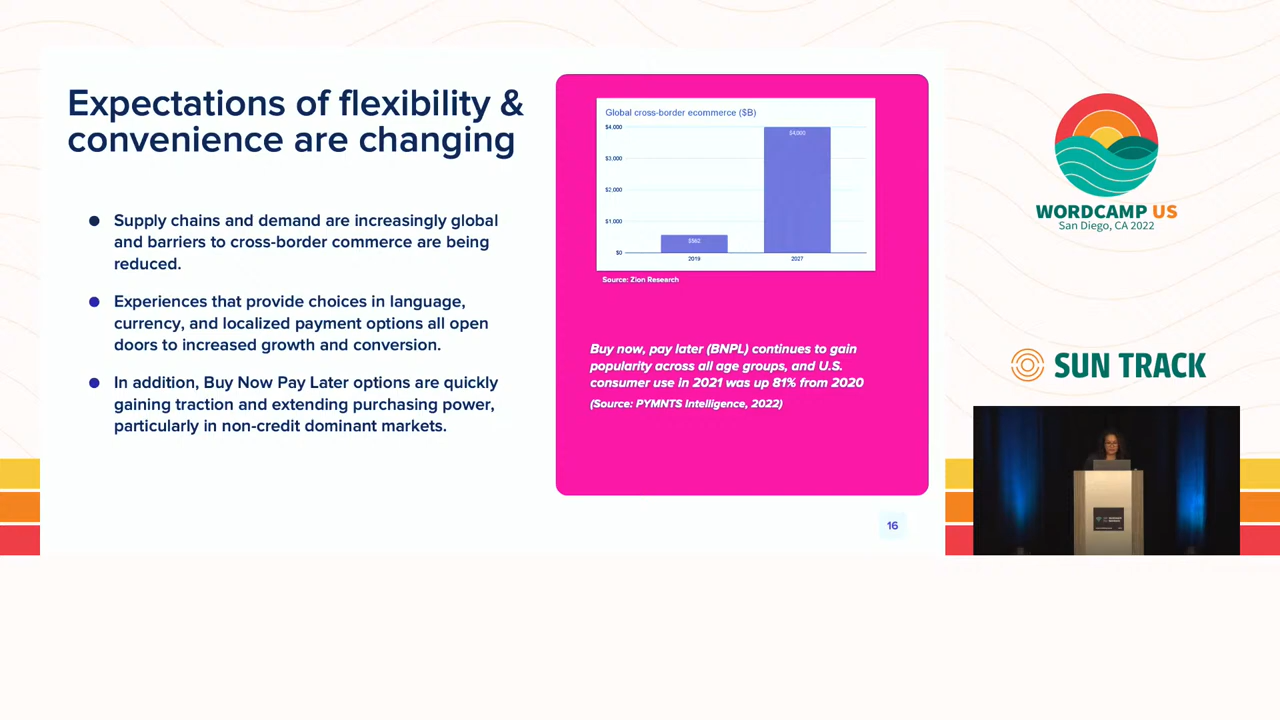 Expectations of flexibility &
convenience are changing
Supply chains and demand are increasingly global
and barriers to cross-border commerce are being
reduced.
Experiences that provide choices in language,
currency, and localized payment options all open
doors to increased growth and conversion.
In addition, Buy Now Pay Later options are quickly
gaining traction and extending purchasing power,
particularly in non-credit dominant markets.
Global cross-border ecommerce ($B)
$4,000
$3,000
$2,000
$1,000
$0
$562
$4,000
2019
2027
Source: Zion Research
Buy now, pay later (BNPL) continues to gain
popularity across all age groups, and U.S.
consumer use in 2021 was up 81% from 2020
(Source: PYMNTS Intelligence, 2022)
16
WORDCAMP US
San Diego, CA 2022
SUN TRACK